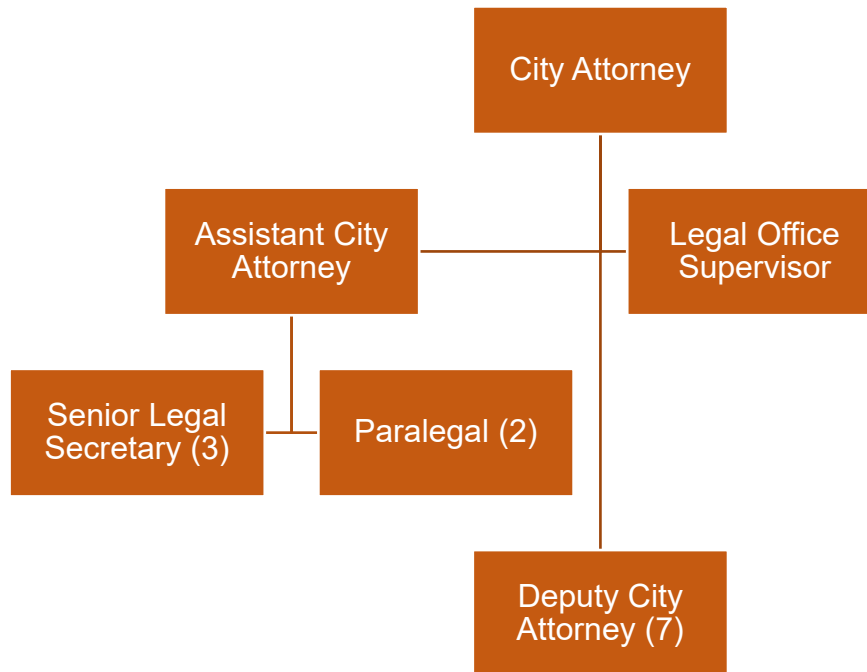 City Attorney
Assistant City
Attorney
Legal Office
Supervisor
Senior Legal
Secretary (3)
Paralegal (2)
Deputy City
Attorney (7)